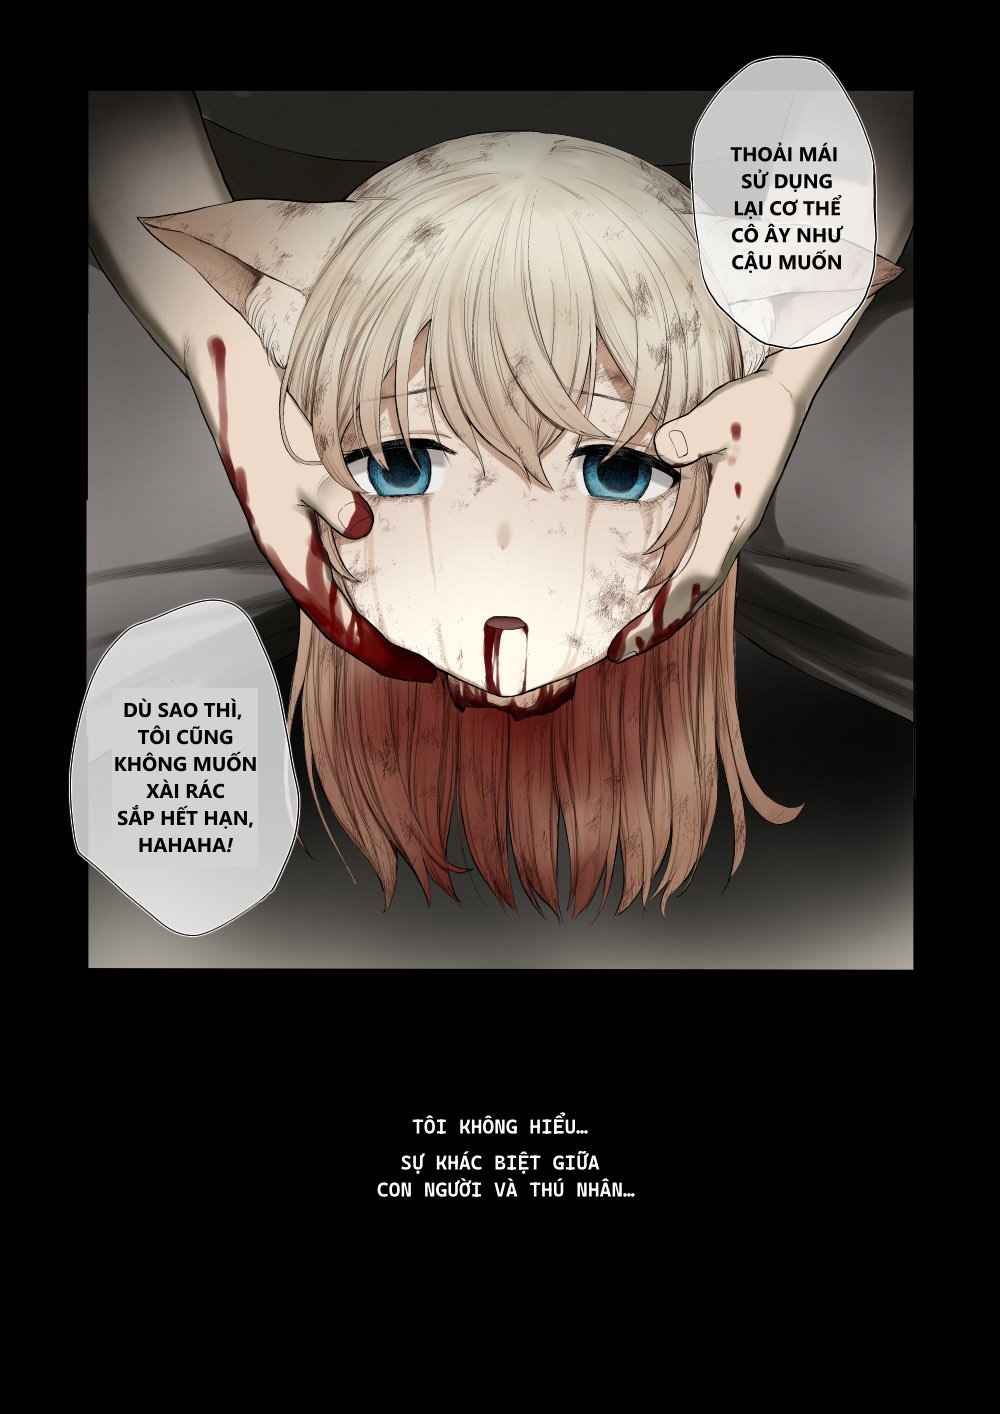 THOẢI MÁI
SỬ DỤNG
LẠI CƠ THỂ
CÔ ẤY NHƯ
CẬU MUỐN
DÙ SAO THÌ,
TÔI CŨNG
KHÔNG MUỐN
XÀI RÁC
SẮP HẾT HẠN,
HAHAHA!
TÔI KHÔNG HIỂU…
SỰ KHÁC BIỆT GIỮA
CON NGƯỜI VÀ THÚ NHÂN…